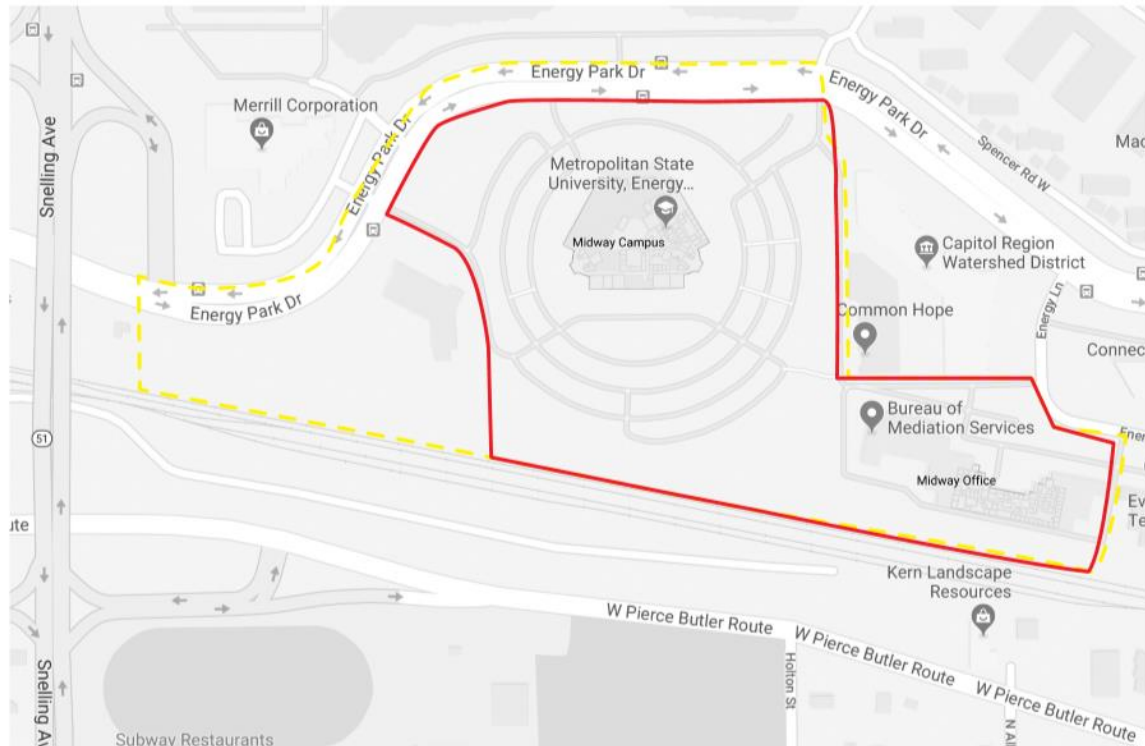 Energy Park Dr
Energy Park Dr
Merrill Corporation
Snelling Ave
Energy Park Dr
Spencer Rd W
Metropolitan State
University, Energy...
Midway Campus
Capitol Region
Watershed District
Energy Park Dr
Common Hope
Energy Ln
Bureau of
Mediation Services
51
Midway Office
Kern Landscape
Resources
W Pierce Butler Route
W Pierce Butler Route
W Pierce Butler Route
Holton St
Snelling Av
Subway Restaurants